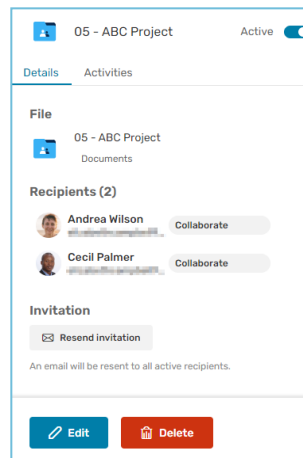 05 - ABC Project Active
Details Activities
File
05 - ABC Project
Documents
Recipients (2)
Andrea Wilson
Collaborate
Cecil Palmer
Collaborate
Invitation
Resend invitation
An email will be resent to all active recipients.
Edit Delete